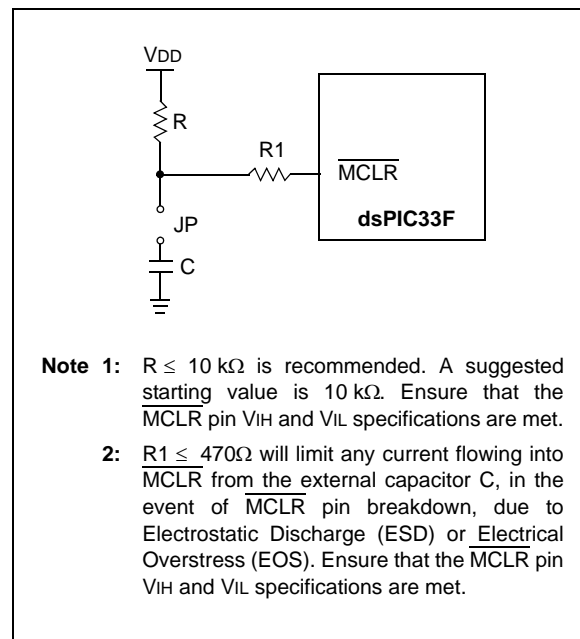 VDD
R
R1
MCLR
dsPIC33F
JP
C
Note 1: R ≤ 10 kΩ is recommended. A suggested
starting value is 10 kΩ. Ensure that the
MCLR pin VIH and VIL specifications are met.
2: R1 ≤ 470Ω will limit any current flowing into
MCLR from the external capacitor C, in the
event of MCLR pin breakdown, due to
Electrostatic Discharge (ESD) or Electrical
Overstress (EOS). Ensure that the MCLR pin
VIH and VIL specifications are met.